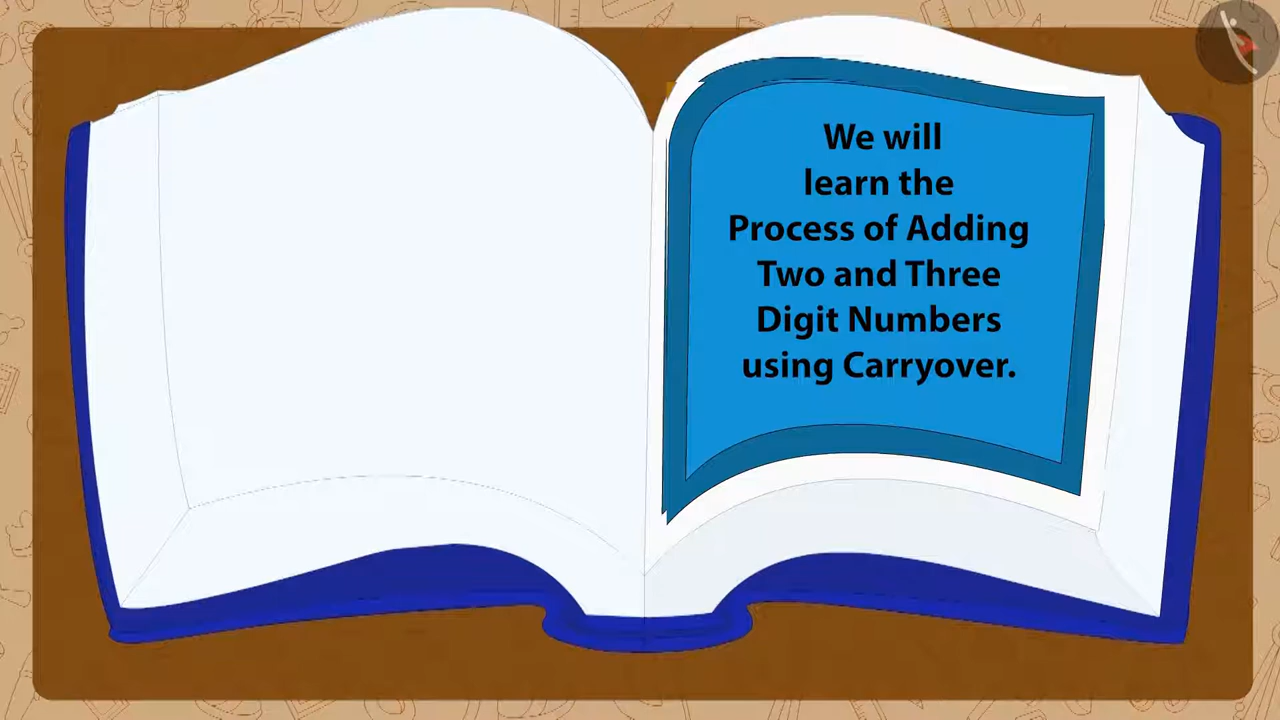 We will
learn the
Process of Adding
Two and Three
Digit Numbers
using Carryover.